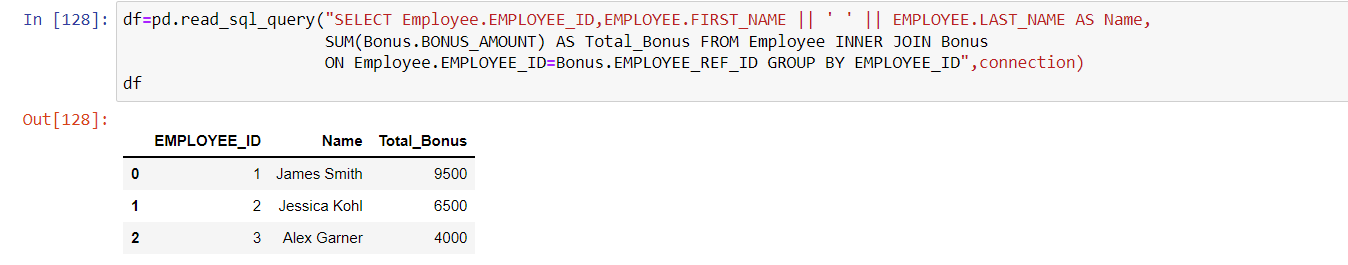 In [128]: df=pd.read_sql_query("SELECT Employee.EMPLOYEE_ID,EMPLOYEE.FIRST_NAME || ' ' || EMPLOYEE.LAST_NAME AS Name,
SUM(Bonus.BONUS_AMOUNT) AS Total_Bonus FROM Employee INNER JOIN Bonus
ON Employee.EMPLOYEE_ID=Bonus.EMPLOYEE_REF_ID GROUP BY EMPLOYEE_ID",connection)
df
Out[128]:
EMPLOYEE_ID Name Total_Bonus
0 1 James Smith 9500
1 2 Jessica Kohl 6500
2 3 Alex Garner 4000